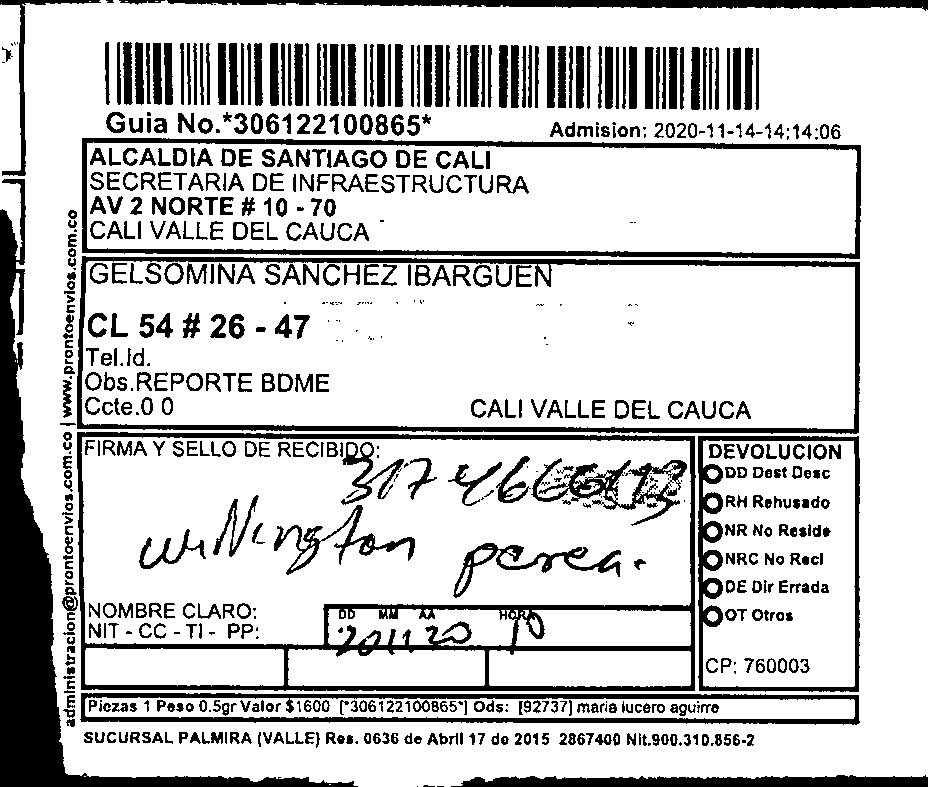 Guia No.*306122100865*
Admision: 2020-11-14-14:14:06
ALCALDIA DE SANTIAGO DE CALI
SECRETARIA DE INFRAESTRUCTURA
AV 2 NORTE # 10 - 70
CALI VALLE DEL CAUCA
GELSOMINA SANCHEZ IBARGUEN
CL 54 # 26 - 47
Tel.Id.
Obs.REPORTE BDME
Ccte.0 0
CALI VALLE DEL CAUCA
FIRMA Y SELLO DE RECIBIDO:
willington perea.
NOMBRE CLARO:
NIT - CC - TI - PP:
DD MM AA HORA
20 11 20 10
DEVOLUCION
DD Dest Desc
RH Rehusado
NR No Reside
NRC No Recl
DE Dir Errada
OT Otros
CP: 760003
Piezas 1 Peso 0.5gr Valor $1600 [*306122100865*] Ods: [92737] maria lucero aguirre
SUCURSAL PALMIRA (VALLE) Res. 0636 de Abril 17 de 2015 2867400 Nit.900.310.856-2
administracion@prontoenvios.com.co | www.prontoenvios.com.co